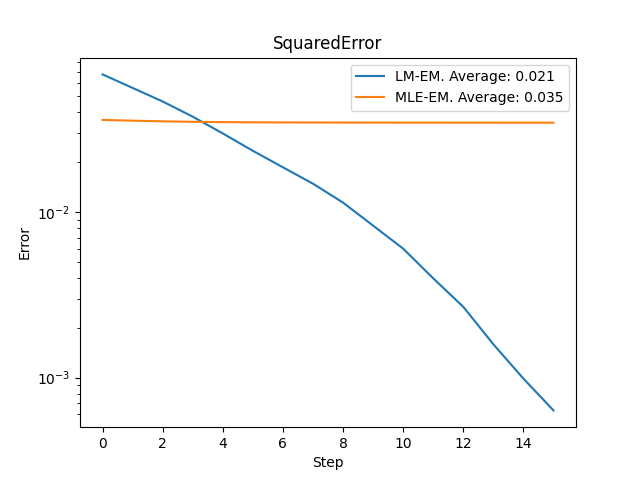 SquaredError
LM-EM. Average: 0.021
MLE-EM. Average: 0.035
Error
10⁻²
10⁻³
0 2 4 6 8 10 12 14
Step